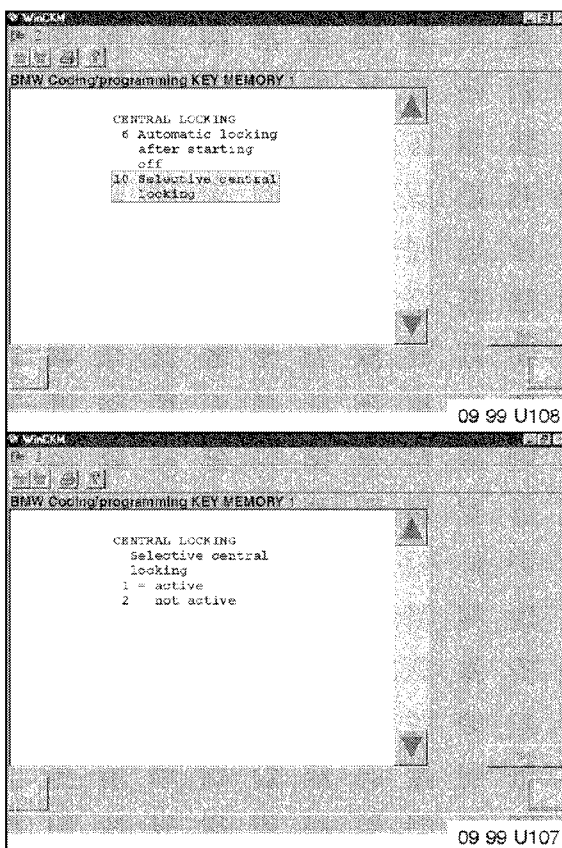 WinCKM
File ?
BMW Coding/programming KEY MEMORY 1
CENTRAL LOCKING
6 Automatic locking
after starting
off
10 Selective central
locking
09 99 U108
WinCKM
File ?
BMW Coding/programming KEY MEMORY 1
CENTRAL LOCKING
Selective central
locking
1 = active
2 not active
09 99 U107